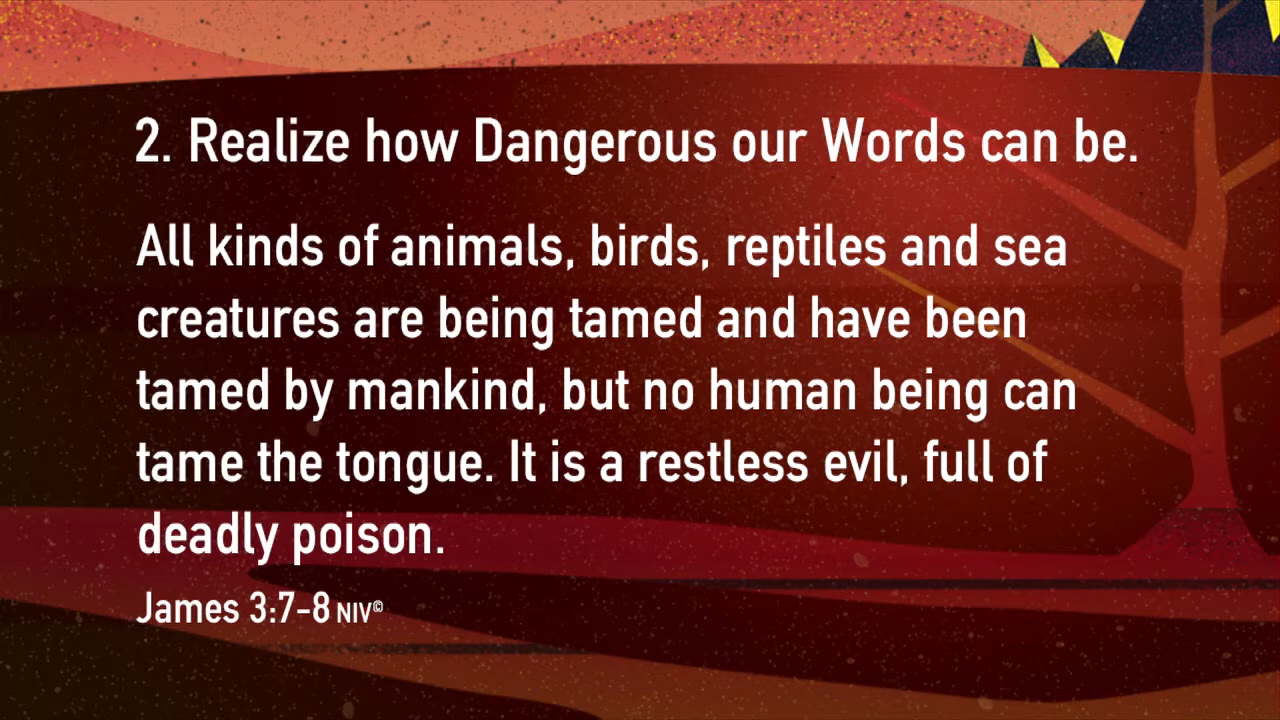 2. Realize how Dangerous our Words can be.
All kinds of animals, birds, reptiles and sea
creatures are being tamed and have been
tamed by mankind, but no human being can
tame the tongue. It is a restless evil, full of
deadly poison.
James 3:7-8 NIV©